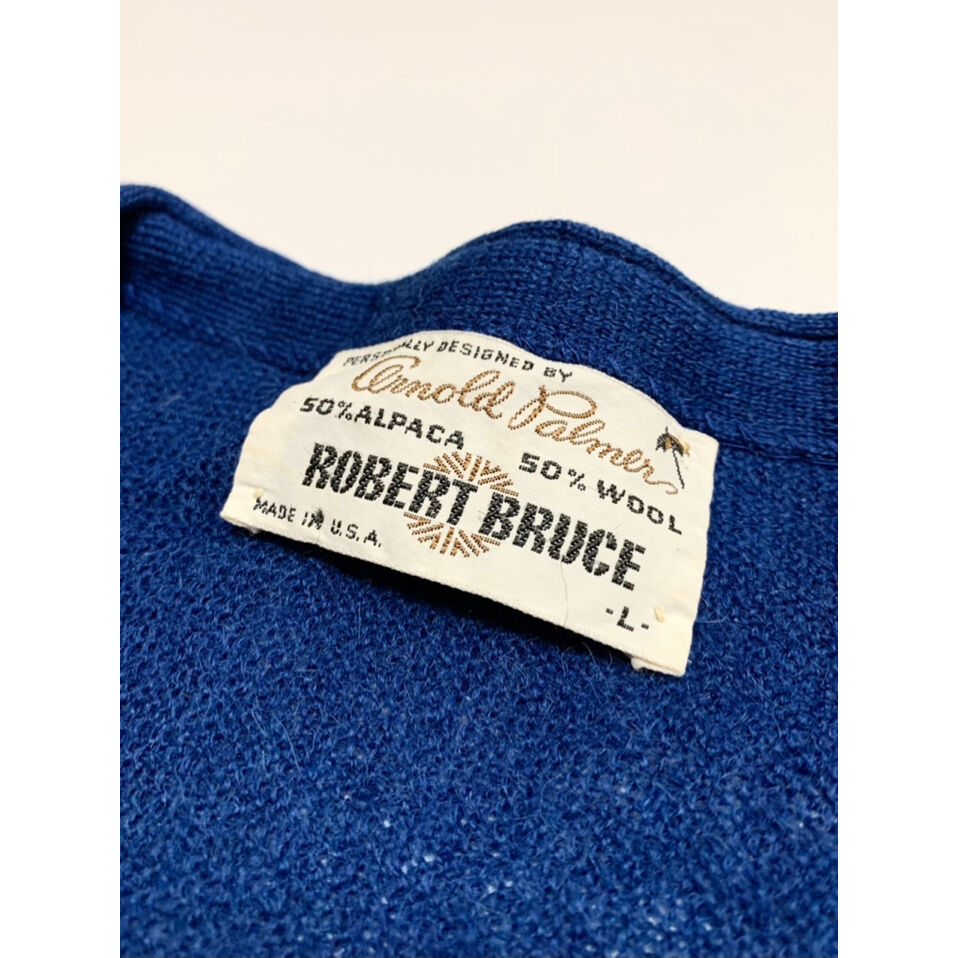 PERSONALLY DESIGNED BY
Arnold Palmer
50% ALPACA 50% WOOL
ROBERT BRUCE
MADE IN U.S.A.
-L-